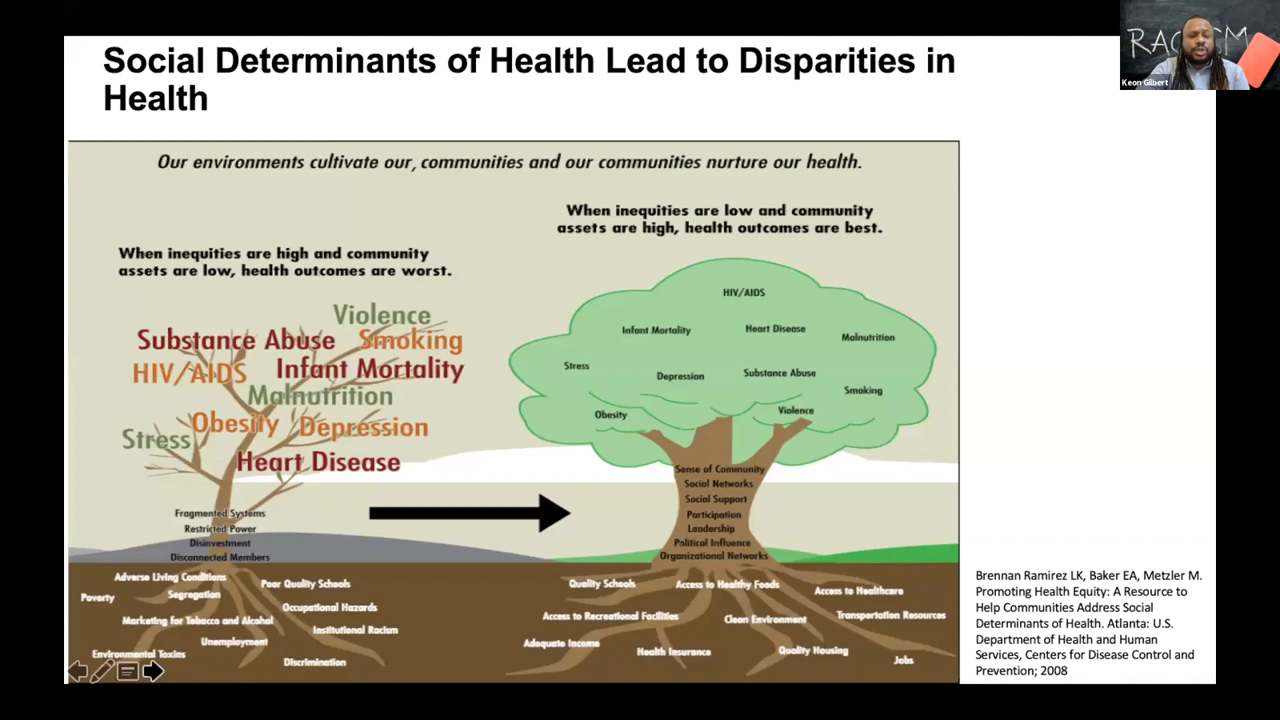 Social Determinants of Health Lead to Disparities in
Health
RACISM
Keon Gilbert
Our environments cultivate our, communities and our communities nurture our health.
When inequities are high and community
assets are low, health outcomes are worst.
Violence
Substance Abuse
Smoking
HIV/AIDS
Infant Mortality
Malnutrition
Obesity
Depression
Stress
Heart Disease
Fragmented Systems
Restricted Power
Disinvestment
Disconnected Members
Adverse Living Conditions
Poor Quality Schools
Poverty
Segregation
Occupational Hazards
Marketing for Tobacco and Alcohol
Institutional Racism
Unemployment
Environmental Toxins
Discrimination
When inequities are low and community
assets are high, health outcomes are best.
HIV/AIDS
Infant Mortality
Heart Disease
Malnutrition
Stress
Depression
Substance Abuse
Smoking
Obesity
Violence
Sense of Community
Social Networks
Social Support
Participation
Leadership
Political Influence
Organizational Networks
Quality Schools
Access to Healthy Foods
Access to Healthcare
Access to Recreational Facilities
Clean Environment
Transportation Resources
Adequate Income
Health Insurance
Quality Housing
Jobs
Brennan Ramirez LK, Baker EA, Metzler M.
Promoting Health Equity: A Resource to
Help Communities Address Social
Determinants of Health. Atlanta: U.S.
Department of Health and Human
Services, Centers for Disease Control and
Prevention; 2008